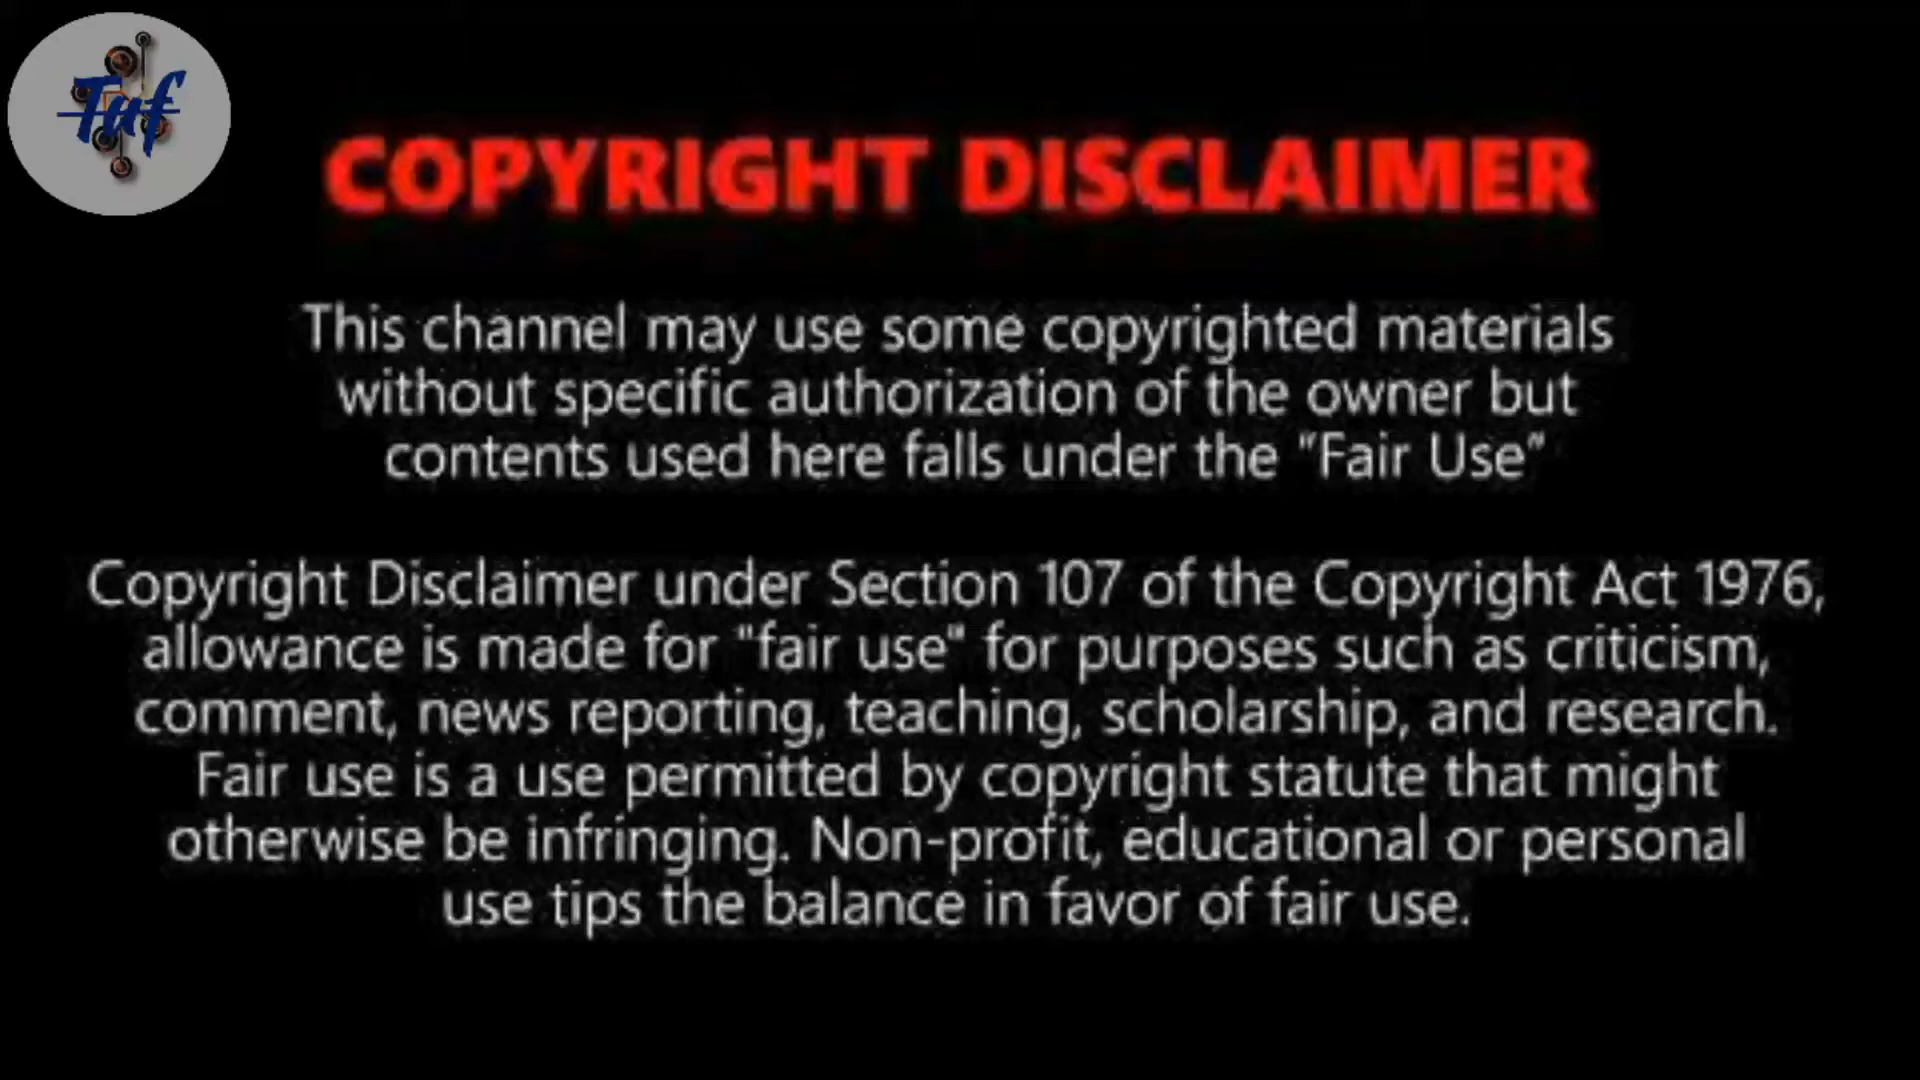 Tuf
COPYRIGHT DISCLAIMER
This channel may use some copyrighted materials
without specific authorization of the owner but
contents used here falls under the "Fair Use"
Copyright Disclaimer under Section 107 of the Copyright Act 1976,
allowance is made for "fair use" for purposes such as criticism,
comment, news reporting, teaching, scholarship, and research.
Fair use is a use permitted by copyright statute that might
otherwise be infringing. Non-profit, educational or personal
use tips the balance in favor of fair use.